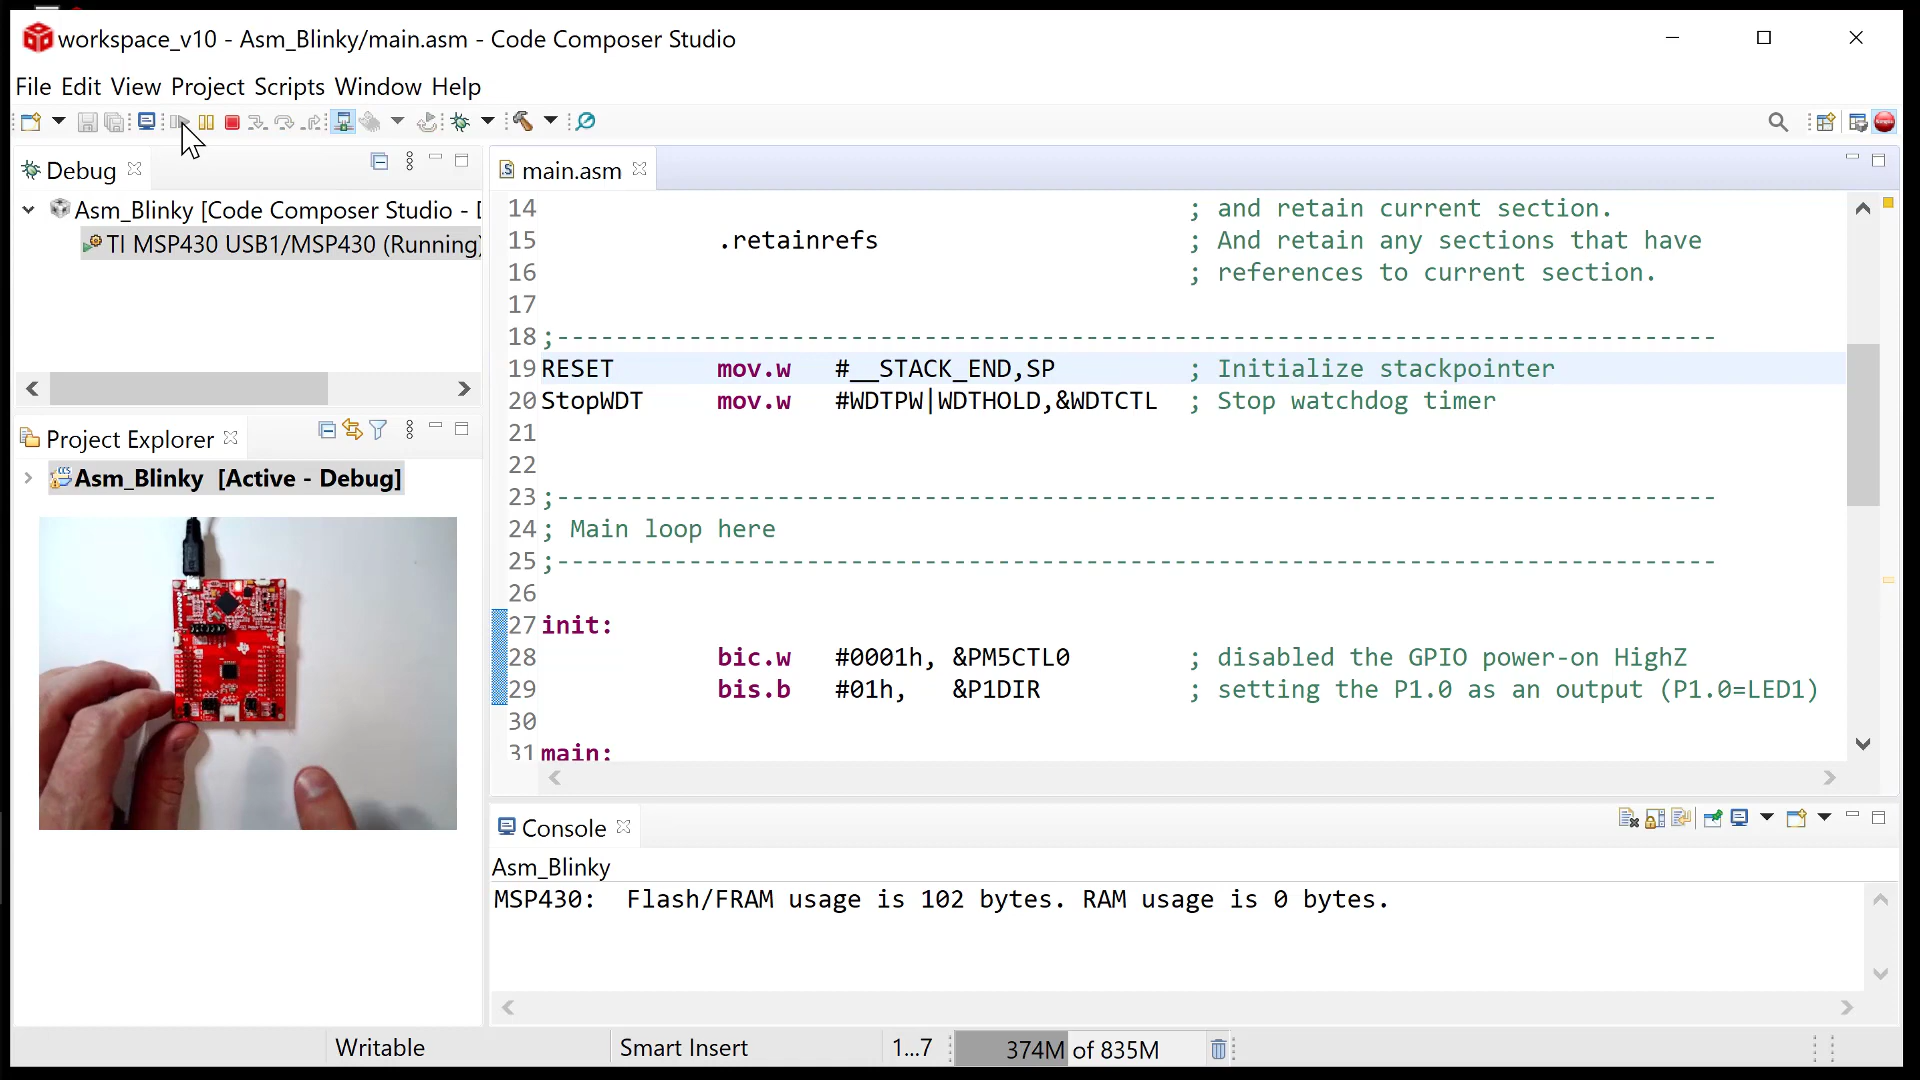 workspace_v10 - Asm_Blinky/main.asm - Code Composer Studio
File Edit View Project Scripts Window Help
Debug
Asm_Blinky [Code Composer Studio -
TI MSP430 USB1/MSP430 (Running)
Project Explorer
Asm_Blinky [Active - Debug]
main.asm
14 ; and retain current section.
15 .retainrefs ; And retain any sections that have
16 ; references to current section.
17
18 ;-------------------------------------------------------------------------------
19 RESET mov.w #__STACK_END,SP ; Initialize stackpointer
20 StopWDT mov.w #WDTPW|WDTHOLD,&WDTCTL ; Stop watchdog timer
21
22
23 ;-------------------------------------------------------------------------------
24 ; Main loop here
25 ;-------------------------------------------------------------------------------
26
27 init:
28 bic.w #0001h, &PM5CTL0 ; disabled the GPIO power-on HighZ
29 bis.b #01h, &P1DIR ; setting the P1.0 as an output (P1.0=LED1)
30
31 main:
Console
Asm_Blinky
MSP430: Flash/FRAM usage is 102 bytes. RAM usage is 0 bytes.
Writable
Smart Insert
1...7
374M of 835M